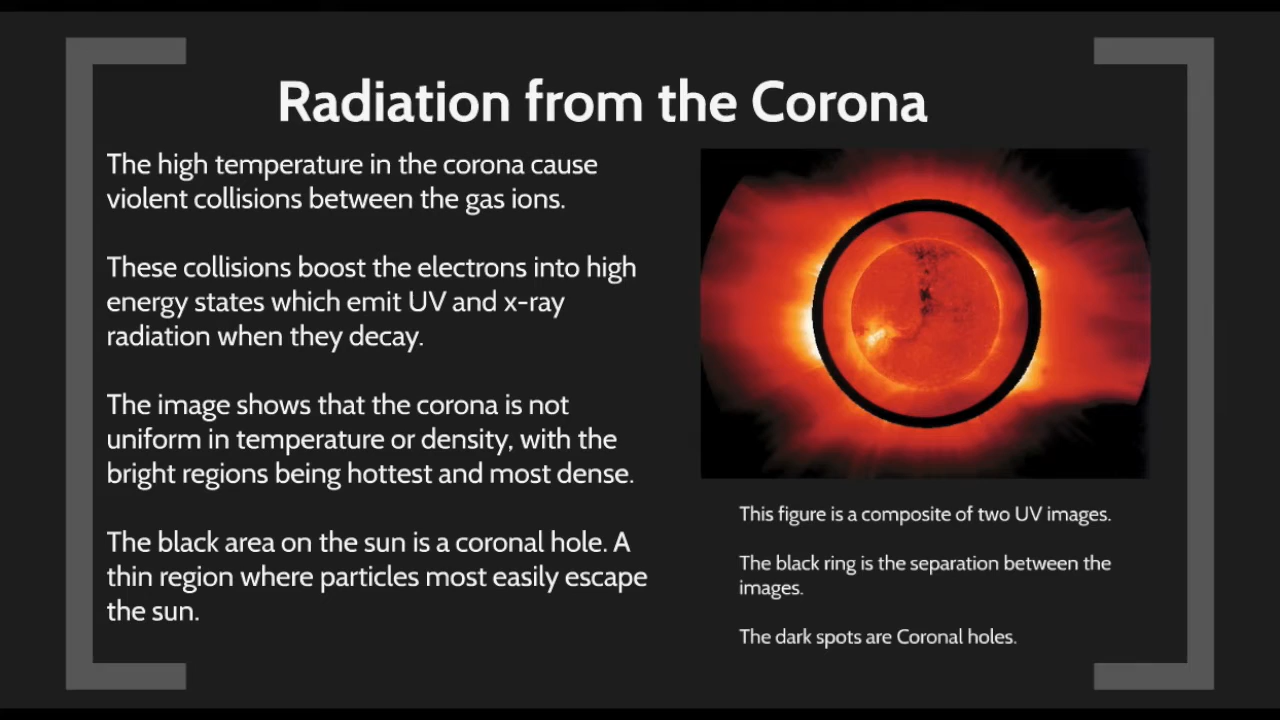 Radiation from the Corona
The high temperature in the corona cause
violent collisions between the gas ions.
These collisions boost the electrons into high
energy states which emit UV and x-ray
radiation when they decay.
The image shows that the corona is not
uniform in temperature or density, with the
bright regions being hottest and most dense.
The black area on the sun is a coronal hole. A
thin region where particles most easily escape
the sun.
This figure is a composite of two UV images.
The black ring is the separation between the
images.
The dark spots are Coronal holes.